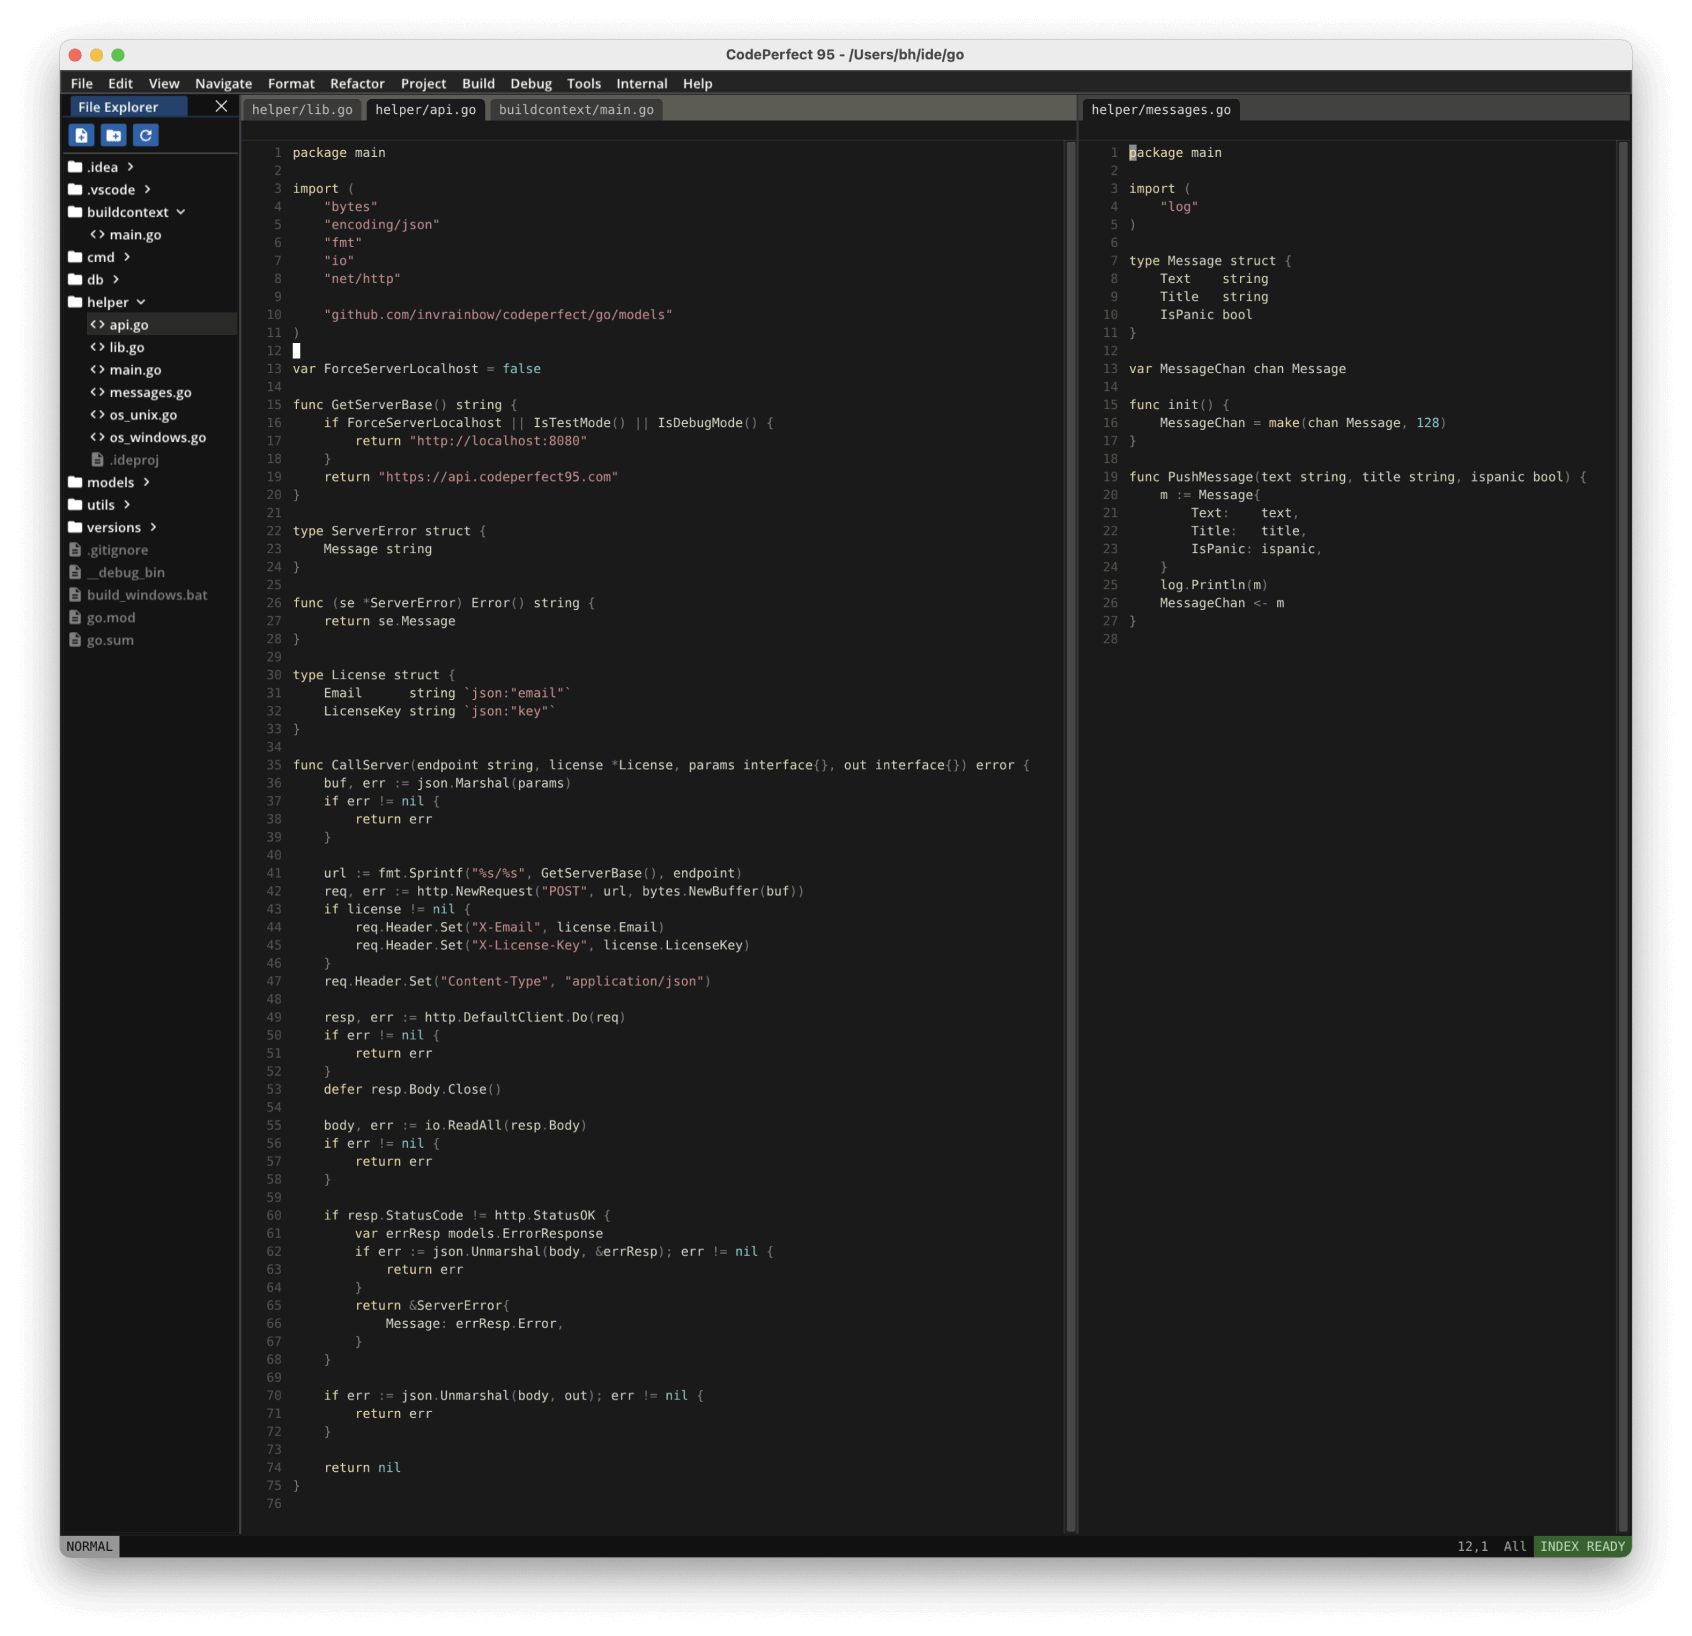 CodePerfect 95 - /Users/bh/ide/go
File Edit View Navigate Format Refactor Project Build Debug Tools Internal Help
File Explorer
.idea
.vscode
buildcontext
main.go
cmd
db
helper
api.go
lib.go
main.go
messages.go
os_unix.go
os_windows.go
.ideproj
models
utils
versions
.gitignore
__debug_bin
build_windows.bat
go.mod
go.sum
helper/lib.go helper/api.go buildcontext/main.go
1 package main
2
3 import (
4     "bytes"
5     "encoding/json"
6     "fmt"
7     "io"
8     "net/http"
9
10     "github.com/invrainbow/codeperfect/go/models"
11 )
12
13 var ForceServerLocalhost = false
14
15 func GetServerBase() string {
16     if ForceServerLocalhost || IsTestMode() || IsDebugMode() {
17         return "http://localhost:8080"
18     }
19     return "https://api.codeperfect95.com"
20 }
21
22 type ServerError struct {
23     Message string
24 }
25
26 func (se *ServerError) Error() string {
27     return se.Message
28 }
29
30 type License struct {
31     Email      string `json:"email"`
32     LicenseKey string `json:"key"`
33 }
34
35 func CallServer(endpoint string, license *License, params interface{}, out interface{}) error {
36     buf, err := json.Marshal(params)
37     if err != nil {
38         return err
39     }
40
41     url := fmt.Sprintf("%s/%s", GetServerBase(), endpoint)
42     req, err := http.NewRequest("POST", url, bytes.NewBuffer(buf))
43     if license != nil {
44         req.Header.Set("X-Email", license.Email)
45         req.Header.Set("X-License-Key", license.LicenseKey)
46     }
47     req.Header.Set("Content-Type", "application/json")
48
49     resp, err := http.DefaultClient.Do(req)
50     if err != nil {
51         return err
52     }
53     defer resp.Body.Close()
54
55     body, err := io.ReadAll(resp.Body)
56     if err != nil {
57         return err
58     }
59
60     if resp.StatusCode != http.StatusOK {
61         var errResp models.ErrorResponse
62         if err := json.Unmarshal(body, &errResp); err != nil {
63             return err
64         }
65         return &ServerError{
66             Message: errResp.Error,
67         }
68     }
69
70     if err := json.Unmarshal(body, out); err != nil {
71         return err
72     }
73
74     return nil
75 }
76
helper/messages.go
1 package main
2
3 import (
4     "log"
5 )
6
7 type Message struct {
8     Text    string
9     Title   string
10     IsPanic bool
11 }
12
13 var MessageChan chan Message
14
15 func init() {
16     MessageChan = make(chan Message, 128)
17 }
18
19 func PushMessage(text string, title string, ispanic bool) {
20     m := Message{
21         Text:    text,
22         Title:   title,
23         IsPanic: ispanic,
24     }
25     log.Println(m)
26     MessageChan <- m
27 }
28
NORMAL
12,1 All INDEX READY